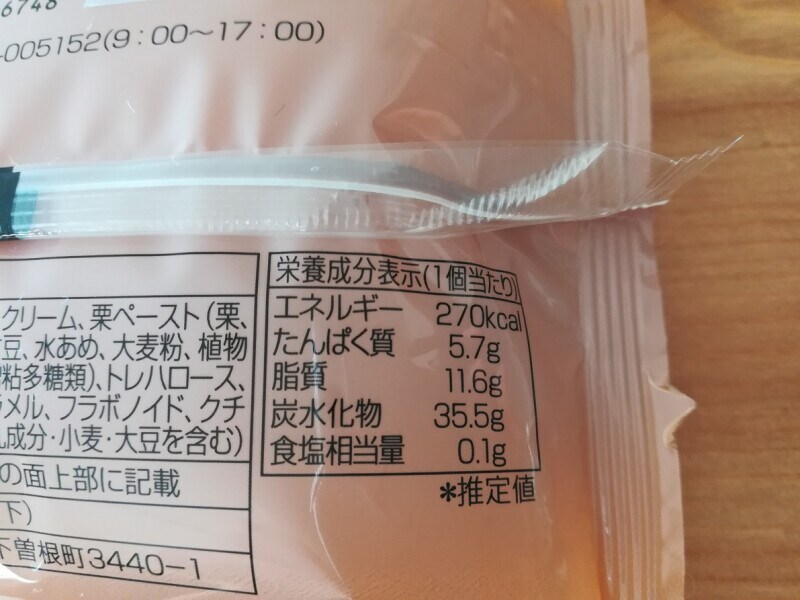 6748
-005152(9:00～17:00)
クリーム、栗ペースト(栗、
豆、水あめ、大麦粉、植物
粘多糖類)、トレハロース、
ラメル、フラボノイド、クチ
乳成分・小麦・大豆を含む)
の面上部に記載
下)
下曽根町3440-1
栄養成分表示(1個当たり)
エネルギー 270kcal
たんぱく質 5.7g
脂質 11.6g
炭水化物 35.5g
食塩相当量 0.1g
*推定値